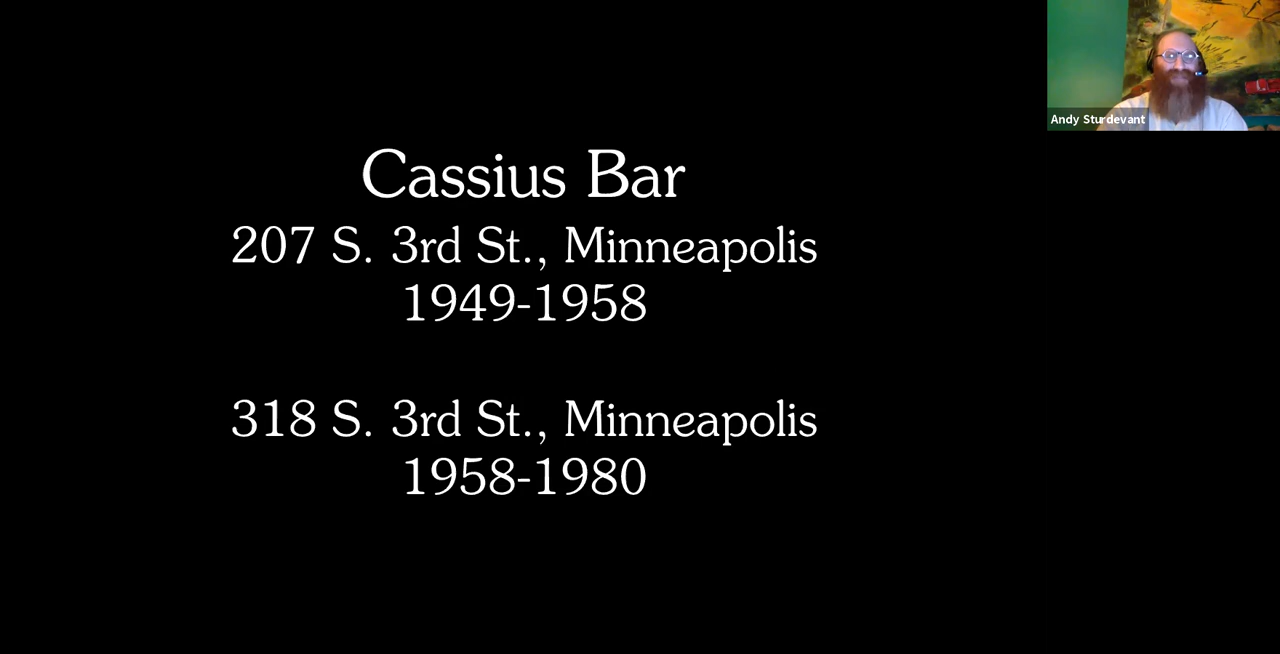 Andy Sturdevant
Cassius Bar
207 S. 3rd St., Minneapolis
1949-1958
318 S. 3rd St., Minneapolis
1958-1980